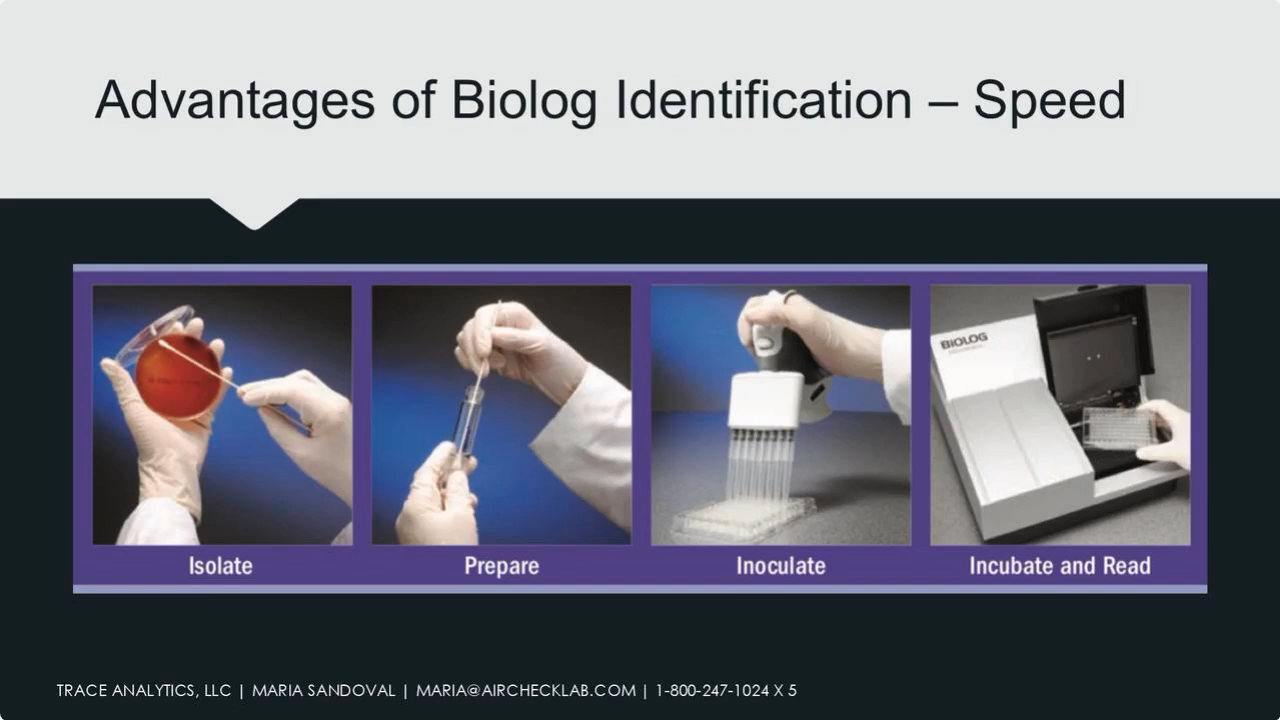 Advantages of Biolog Identification – Speed
BIOLOG
Isolate
Prepare
Inoculate
Incubate and Read
TRACE ANALYTICS, LLC | MARIA SANDOVAL | MARIA@AIRCHECKLAB.COM | 1-800-247-1024 X 5